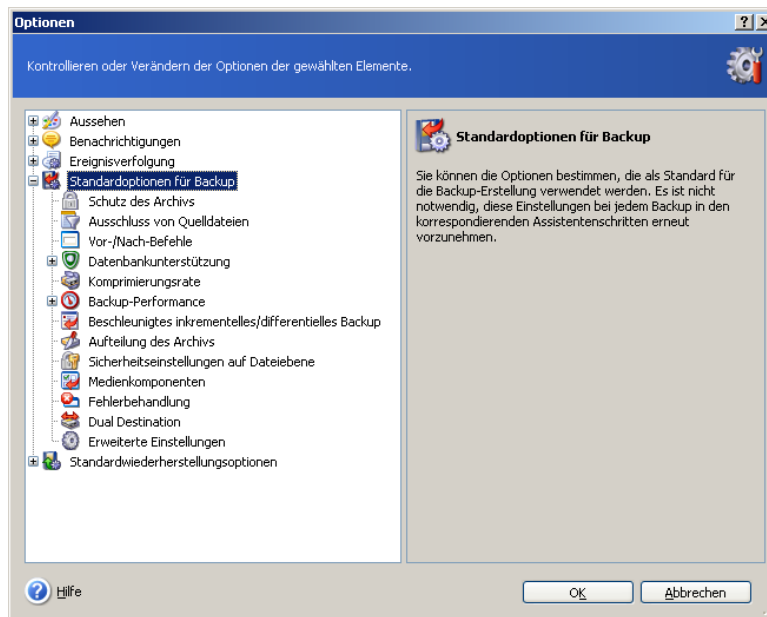 Optionen
Kontrollieren oder Verändern der Optionen der gewählten Elemente.
Aussehen
Benachrichtigungen
Ereignisverfolgung
Standardoptionen für Backup
Schutz des Archivs
Ausschluss von Quelldateien
Vor-/Nach-Befehle
Datenbankunterstützung
Komprimierungsrate
Backup-Performance
Beschleunigtes inkrementelles/differentielles Backup
Aufteilung des Archivs
Sicherheitseinstellungen auf Dateiebene
Medienkomponenten
Fehlerbehandlung
Dual Destination
Erweiterte Einstellungen
Standardwiederherstellungsoptionen
Standardoptionen für Backup
Sie können die Optionen bestimmen, die als Standard für
die Backup-Erstellung verwendet werden. Es ist nicht
notwendig, diese Einstellungen bei jedem Backup in den
korrespondierenden Assistentenschritten erneut
vorzunehmen.
Hilfe
OK
Abbrechen